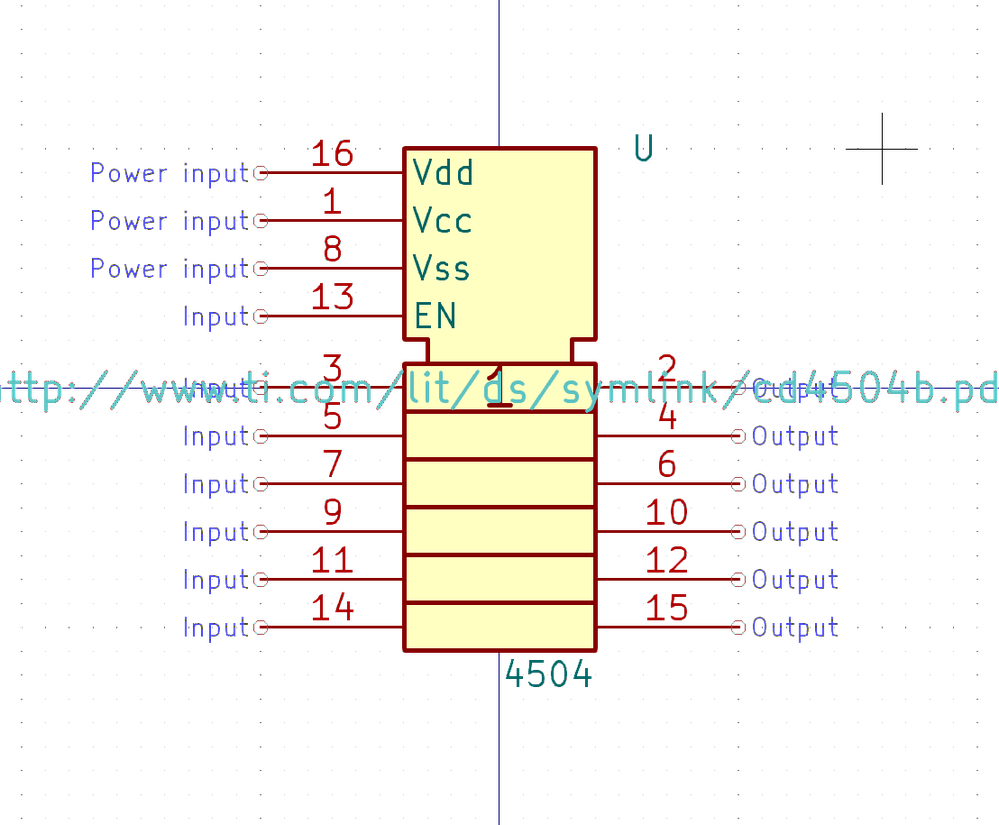 16 U
Power input Vdd
1
Power input Vcc
8
Power input Vss
13
Input EN
3 2
Input 1 Output
http://www.ti.com/lit/ds/symlink/cd4504b.pd
5 4
Input Output
7 6
Input Output
9 10
Input Output
11 12
Input Output
14 15
Input Output
4504